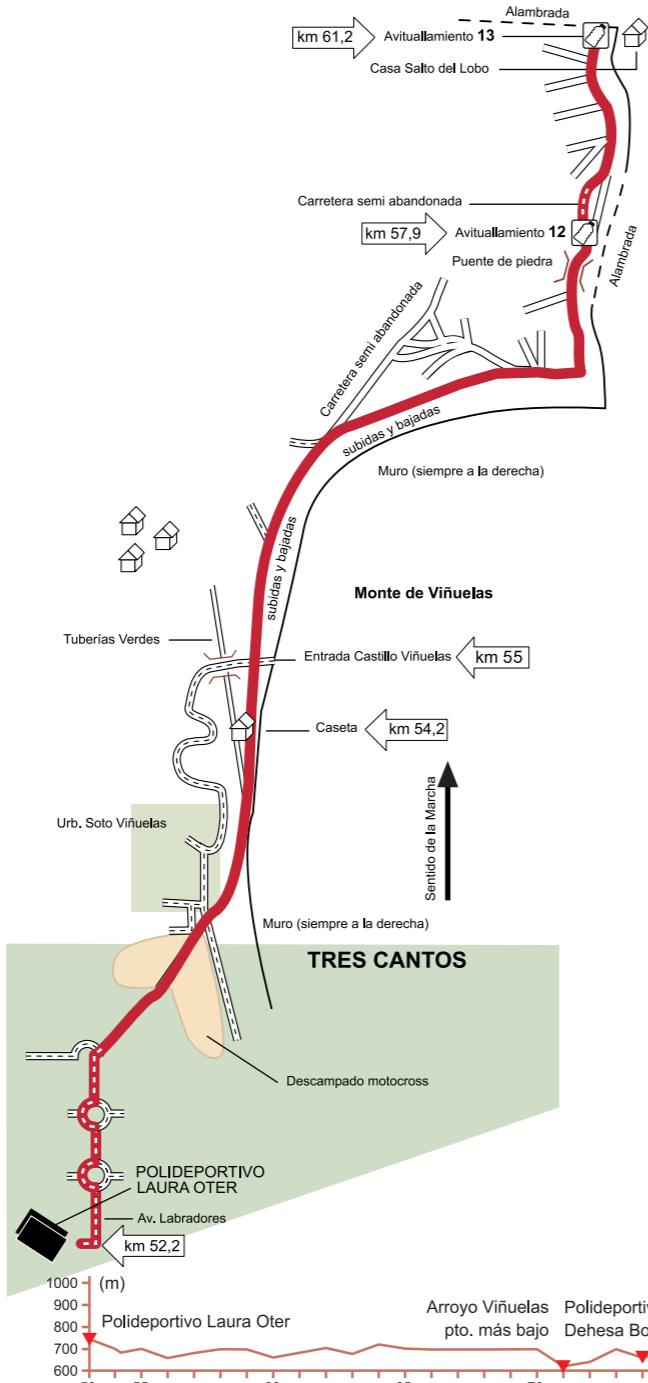 Alambrada
km 61,2
Avituallamiento 13
Casa Salto del Lobo
Carretera semi abandonada
km 57,9
Avituallamiento 12
Puente de piedra
Alambrada
Carretera semi abandonada
subidas y bajadas
Muro (siempre a la derecha)
subidas y bajadas
Monte de Viñuelas
Tuberías Verdes
Entrada Castillo Viñuelas
km 55
Caseta
km 54,2
Sentido de la Marcha
Urb. Soto Viñuelas
Muro (siempre a la derecha)
TRES CANTOS
Descampado motocross
POLIDEPORTIVO
LAURA OTER
Av. Labradores
km 52,2
1000 (m)
900
800
700
600
Polideportivo Laura Oter
Arroyo Viñuelas
pto. más bajo
Polideportiv
Dehesa Bo